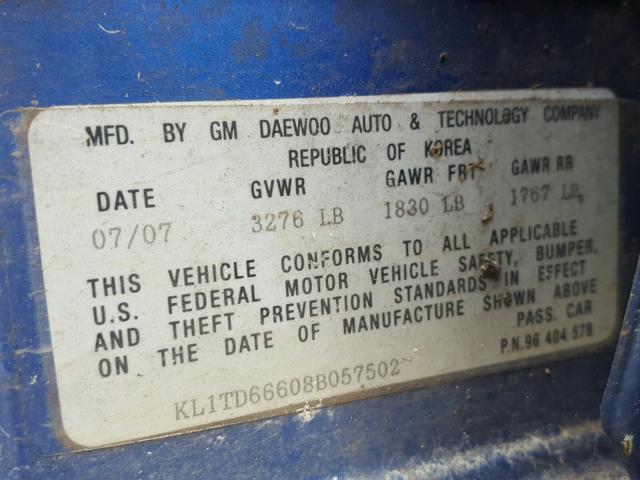 MFD. BY GM DAEWOO AUTO & TECHNOLOGY COMPANY
REPUBLIC OF KOREA
DATE GVWR GAWR FRT GAWR RR
07/07 3276 LB 1830 LB 1767 LB
THIS VEHICLE CONFORMS TO ALL APPLICABLE
U.S. FEDERAL MOTOR VEHICLE SAFETY, BUMPER,
AND THEFT PREVENTION STANDARDS IN EFFECT
ON THE DATE OF MANUFACTURE SHOWN ABOVE
PASS. CAR
KL1TD66608B057502 P.N.96 404 578